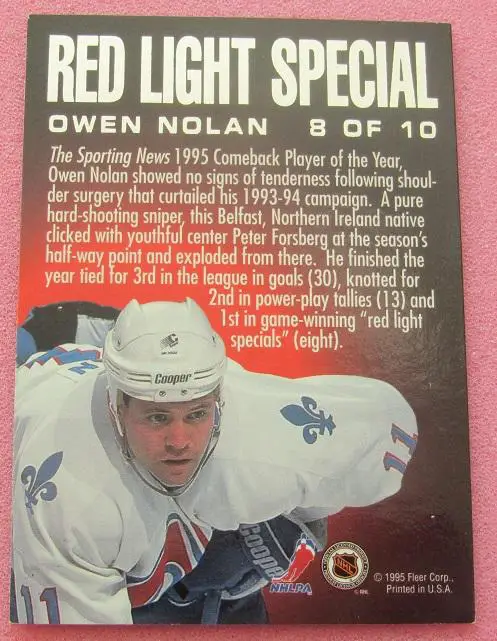 RED LIGHT SPECIAL
OWEN NOLAN 8 OF 10
The Sporting News 1995 Comeback Player of the Year,
Owen Nolan showed no signs of tenderness following shoul-
der surgery that curtailed his 1993-94 campaign. A pure
hard-shooting sniper, this Belfast, Northern Ireland native
clicked with youthful center Peter Forsberg at the season's
half-way point and exploded from there. He finished the
year tied for 3rd in the league in goals (30), knotted for
2nd in power-play tallies (13) and
1st in game-winning "red light
specials" (eight).
Cooper
11
Cooper
11
NHLPA
NHL
© NHL
© 1995 Fleer Corp.,
Printed in U.S.A.